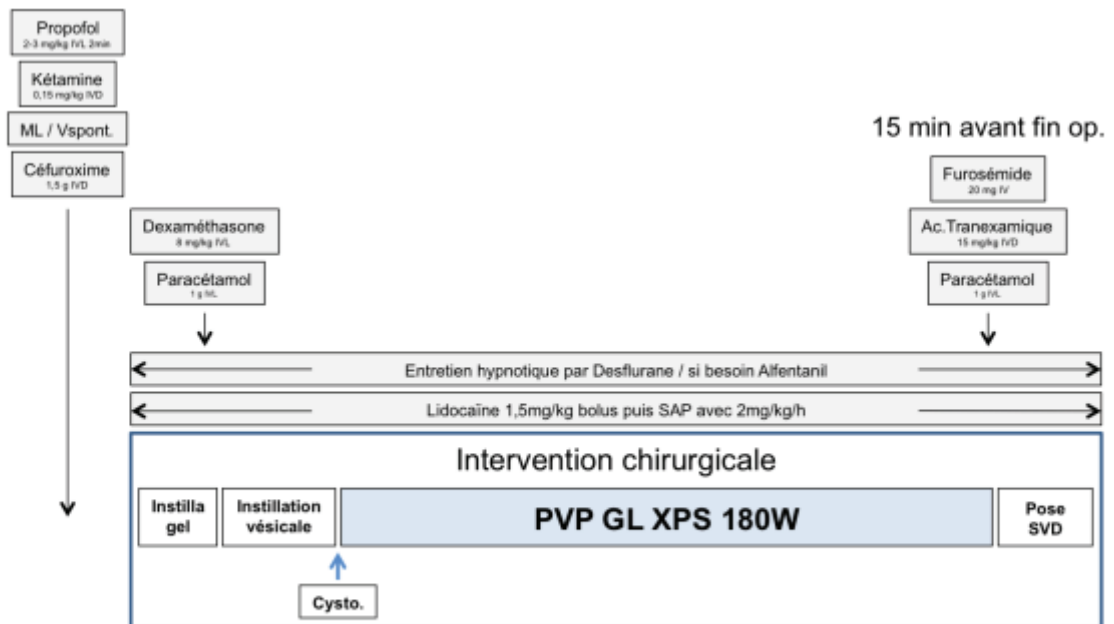 Propofol
2-3 mg/kg IVL 2min
Kétamine
0,15 mg/kg IVD
ML / Vspont.
Céfuroxime
1,5 g IVD
Dexaméthasone
8 mg/kg IVL
Paracétamol
1 g IVL
15 min avant fin op.
Furosémide
20 mg IV
Ac.Tranexamique
15 mg/kg IVD
Paracétamol
1 g IVL
Entretien hypnotique par Desflurane / si besoin Alfentanil
Lidocaïne 1,5mg/kg bolus puis SAP avec 2mg/kg/h
Intervention chirurgicale
Instilla
gel
Instillation
vésicale
PVP GL XPS 180W
Pose
SVD
Cysto.